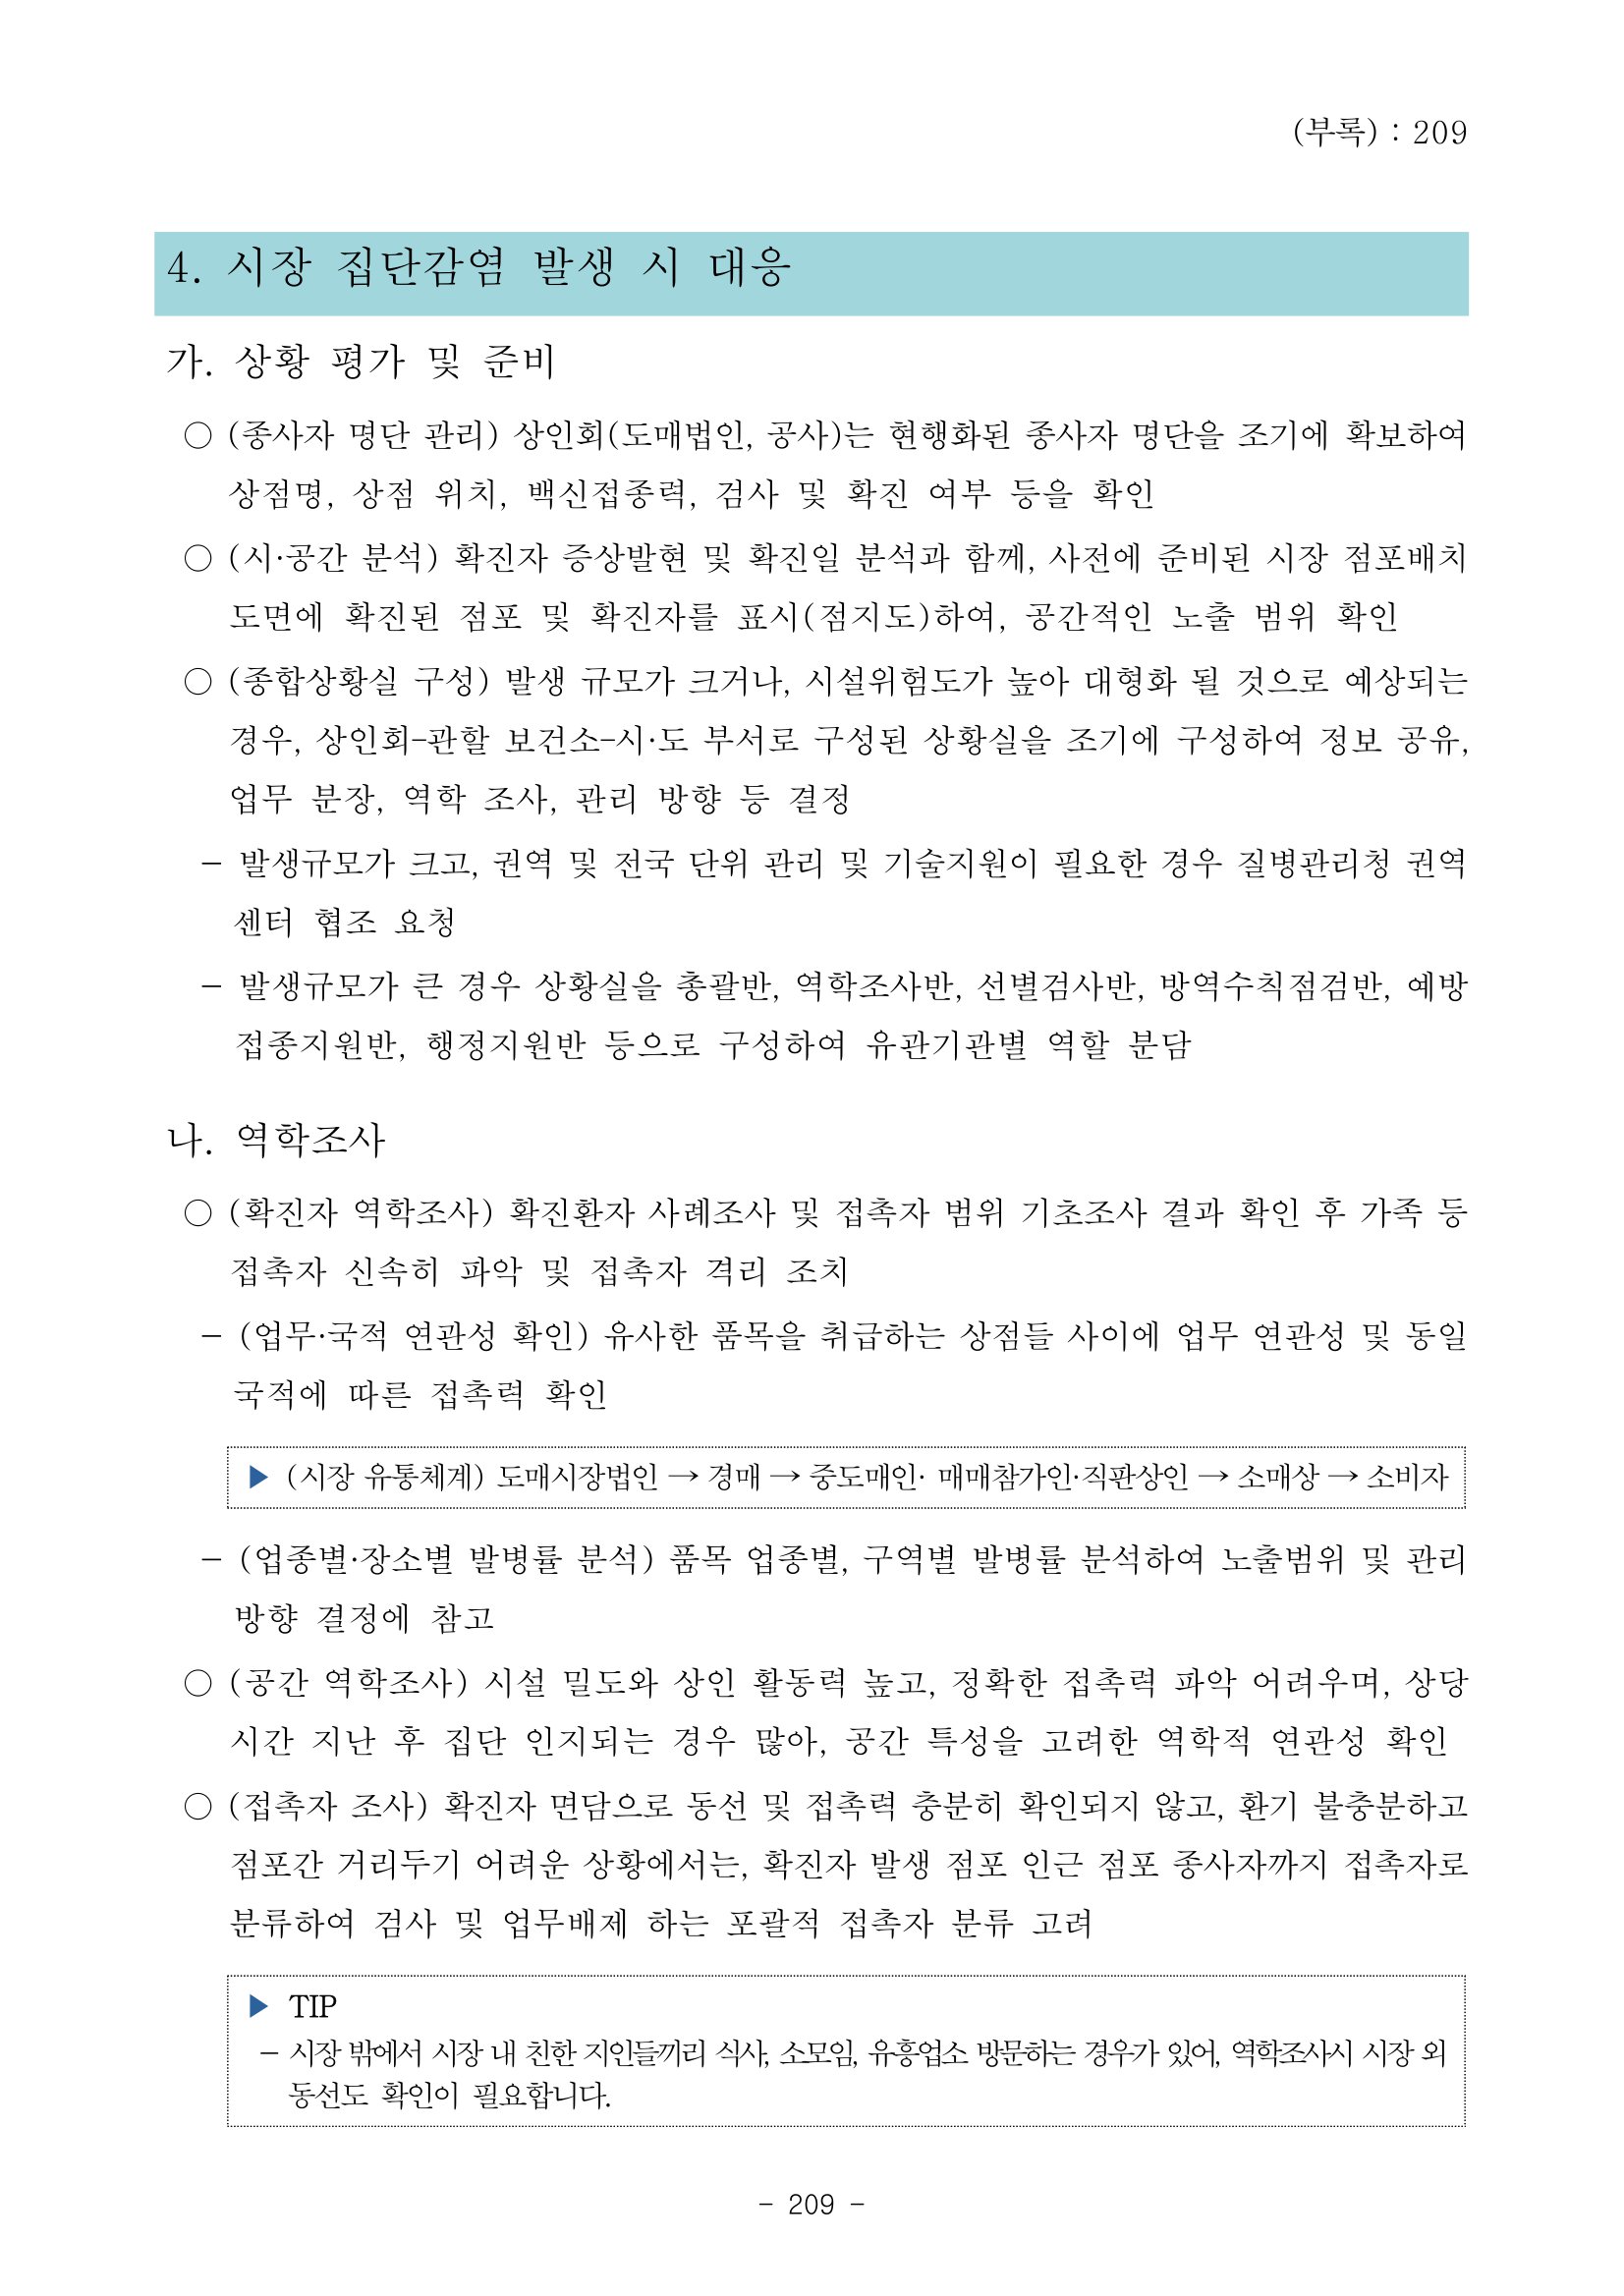 (부록) : 209
4. 시장 집단감염 발생 시 대응
가. 상황 평가 및 준비
○ (종사자 명단 관리) 상인회(도매법인, 공사)는 현행화된 종사자 명단을 조기에 확보하여
상점명, 상점 위치, 백신접종력, 검사 및 확진 여부 등을 확인
○ (시·공간 분석) 확진자 증상발현 및 확진일 분석과 함께, 사전에 준비된 시장 점포배치
도면에 확진된 점포 및 확진자를 표시(점지도)하여, 공간적인 노출 범위 확인
○ (종합상황실 구성) 발생 규모가 크거나, 시설위험도가 높아 대형화 될 것으로 예상되는
경우, 상인회-관할 보건소-시·도 부서로 구성된 상황실을 조기에 구성하여 정보 공유,
업무 분장, 역학 조사, 관리 방향 등 결정
- 발생규모가 크고, 권역 및 전국 단위 관리 및 기술지원이 필요한 경우 질병관리청 권역
센터 협조 요청
- 발생규모가 큰 경우 상황실을 총괄반, 역학조사반, 선별검사반, 방역수칙점검반, 예방
접종지원반, 행정지원반 등으로 구성하여 유관기관별 역할 분담
나. 역학조사
○ (확진자 역학조사) 확진환자 사례조사 및 접촉자 범위 기초조사 결과 확인 후 가족 등
접촉자 신속히 파악 및 접촉자 격리 조치
- (업무·국적 연관성 확인) 유사한 품목을 취급하는 상점들 사이에 업무 연관성 및 동일
국적에 따른 접촉력 확인
▶ (시장 유통체계) 도매시장법인 → 경매 → 중도매인· 매매참가인·직판상인 → 소매상 → 소비자
- (업종별·장소별 발병률 분석) 품목 업종별, 구역별 발병률 분석하여 노출범위 및 관리
방향 결정에 참고
○ (공간 역학조사) 시설 밀도와 상인 활동력 높고, 정확한 접촉력 파악 어려우며, 상당
시간 지난 후 집단 인지되는 경우 많아, 공간 특성을 고려한 역학적 연관성 확인
○ (접촉자 조사) 확진자 면담으로 동선 및 접촉력 충분히 확인되지 않고, 환기 불충분하고
점포간 거리두기 어려운 상황에서는, 확진자 발생 점포 인근 점포 종사자까지 접촉자로
분류하여 검사 및 업무배제 하는 포괄적 접촉자 분류 고려
▶ TIP
- 시장 밖에서 시장 내 친한 지인들끼리 식사, 소모임, 유흥업소 방문하는 경우가 있어, 역학조사시 시장 외
동선도 확인이 필요합니다.
- 209 -